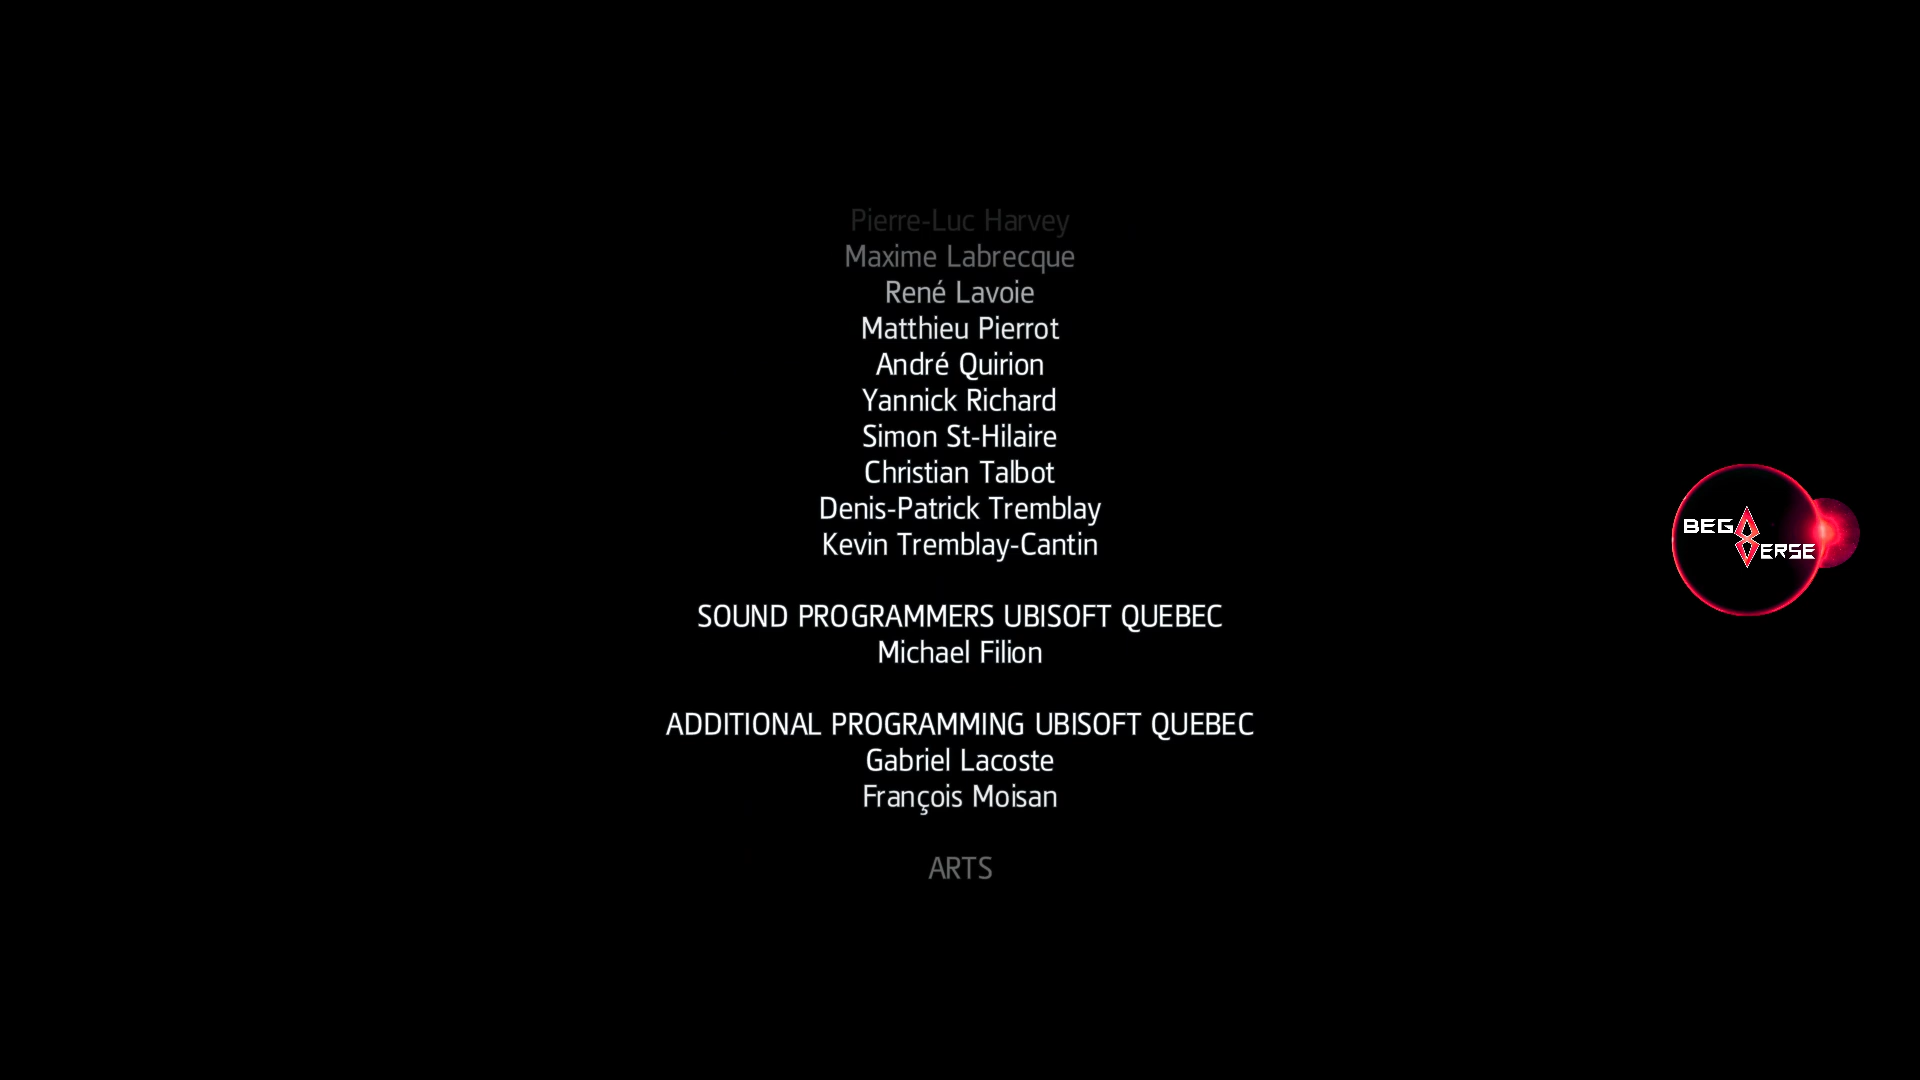 Pierre-Luc Harvey
Maxime Labrecque
René Lavoie
Matthieu Pierrot
André Quirion
Yannick Richard
Simon St-Hilaire
Christian Talbot
Denis-Patrick Tremblay
Kevin Tremblay-Cantin
SOUND PROGRAMMERS UBISOFT QUEBEC
Michael Filion
ADDITIONAL PROGRAMMING UBISOFT QUEBEC
Gabriel Lacoste
François Moisan
ARTS
BEGA
VERSE